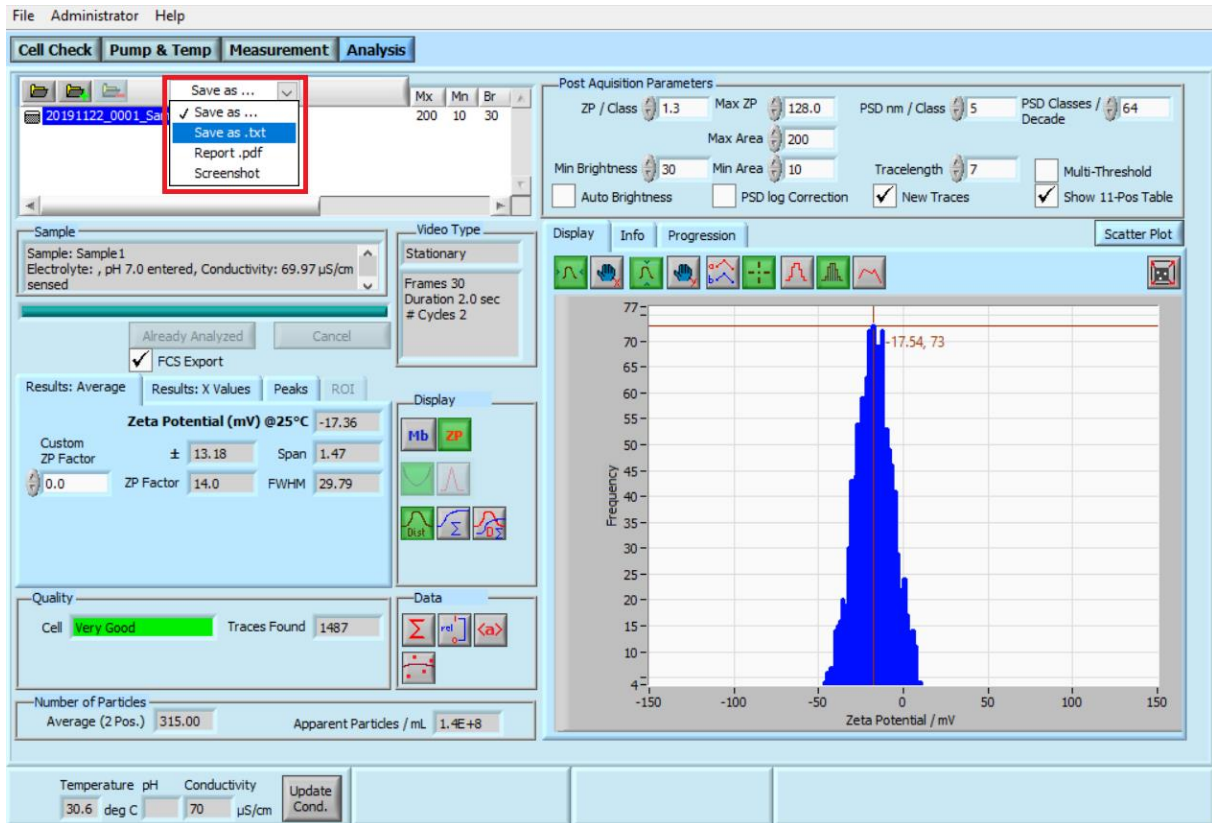 File Administrator Help
Cell Check Pump & Temp Measurement Analysis
Save as ...
✓ Save as ...
Save as .txt
Report .pdf
Screenshot
Mx Mn Br
20191122_0001_Sam 200 10 30
Post Aquisition Parameters
ZP / Class 1.3 Max ZP 128.0 PSD nm / Class 5 PSD Classes / Decade 64
Max Area 200
Min Brightness 30 Min Area 10 Tracelength 7 Multi-Threshold
Auto Brightness PSD log Correction New Traces Show 11-Pos Table
Sample
Sample: Sample1
Electrolyte: , pH 7.0 entered, Conductivity: 69.97 µS/cm
sensed
Video Type
Stationary
Frames 30
Duration 2.0 sec
# Cycles 2
Already Analyzed Cancel
FCS Export
Results: Average Results: X Values Peaks ROI
Zeta Potential (mV) @25°C -17.36
Custom
ZP Factor
± 13.18 Span 1.47
0.0 ZP Factor 14.0 FWHM 29.79
Display
Mb ZP
Dist Σ DΣ
Quality
Cell Very Good Traces Found 1487
Data
Σ rel 1 0 <a>
Number of Particles
Average (2 Pos.) 315.00 Apparent Particles / mL 1.4E+8
Display Info Progression Scatter Plot
x y a b
77
70
65
60
55
50
45
40
35
30
25
20
15
10
4
Frequency
-17.54, 73
-150 -100 -50 0 50 100 150
Zeta Potential / mV
Temperature pH Conductivity
30.6 deg C 70 µS/cm
Update
Cond.